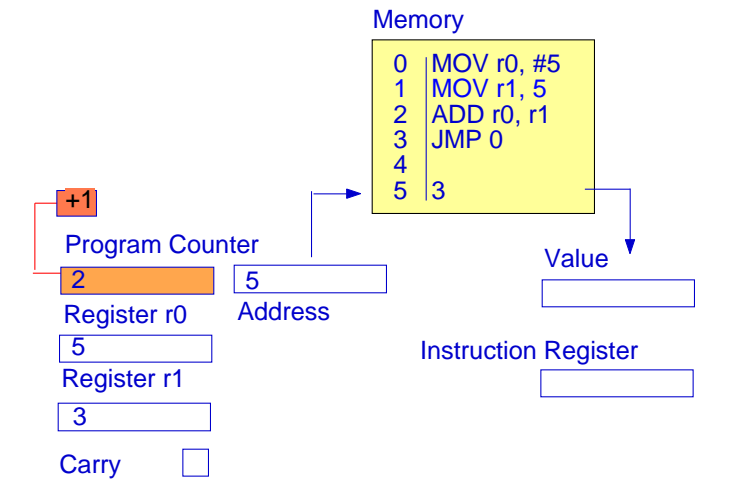 Memory
0 MOV r0, #5
1 MOV r1, 5
2 ADD r0, r1
3 JMP 0
4
5 3
+1
Program Counter
2
5
Address
Value
Register r0
5
Instruction Register
Register r1
3
Carry